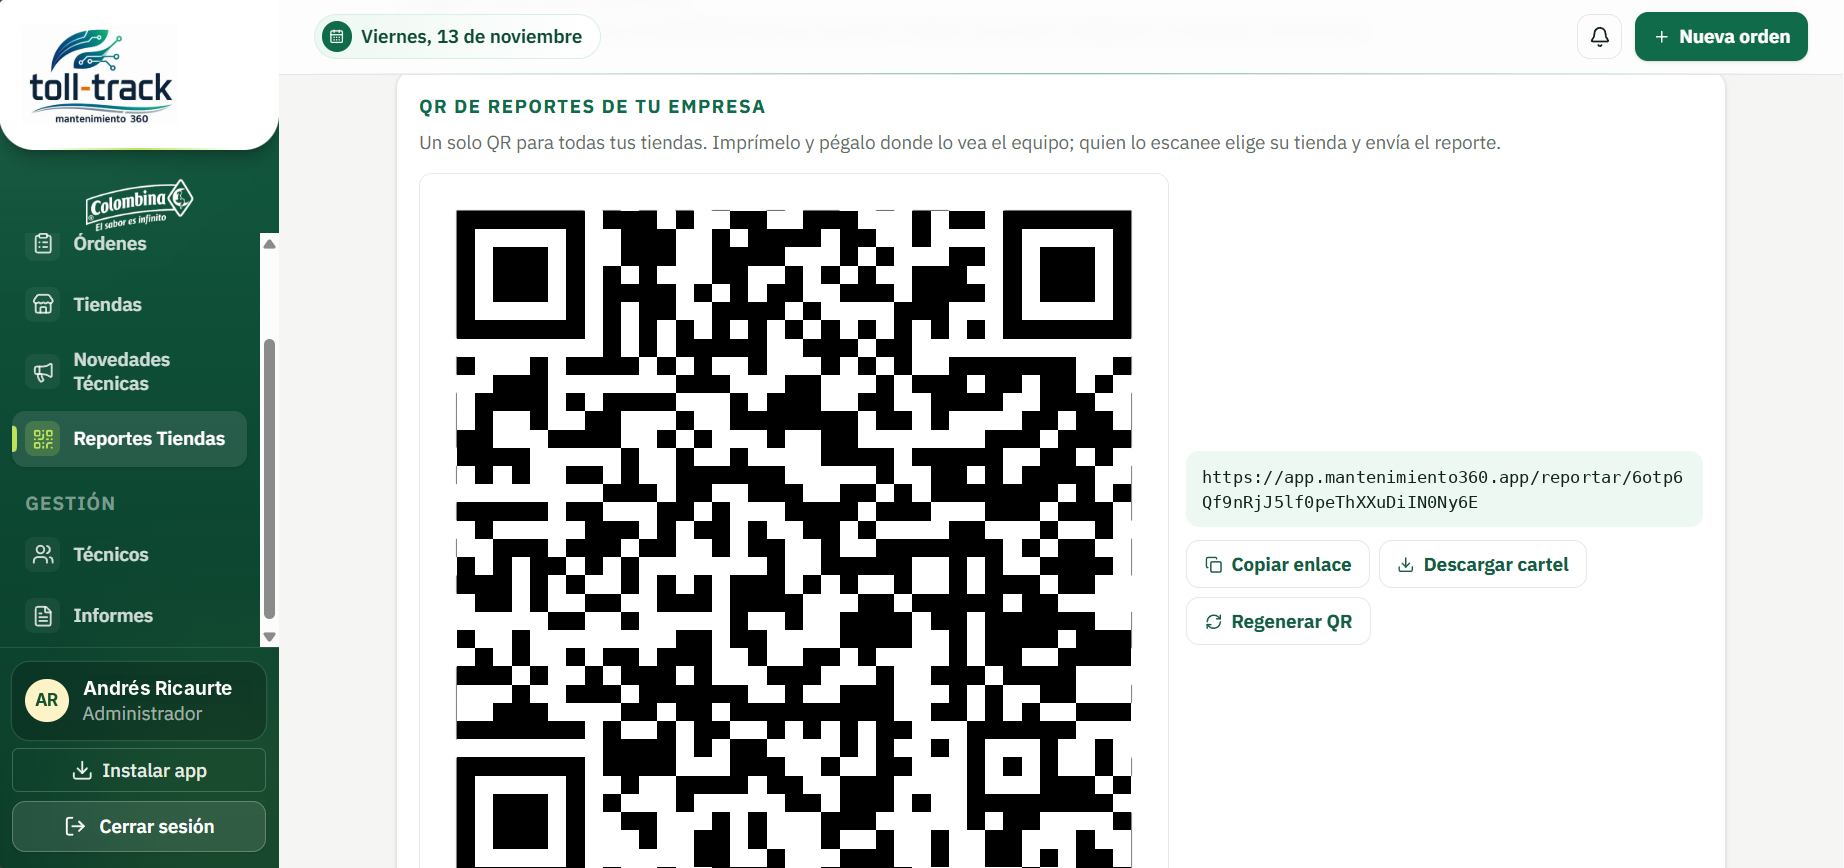 toll-track
mantenimiento 360
Colombina
El sabor es infinito
Órdenes
Tiendas
Novedades
Técnicas
Reportes Tiendas
GESTIÓN
Técnicos
Informes
AR
Andrés Ricaurte
Administrador
Instalar app
Cerrar sesión
Viernes, 13 de noviembre
Nueva orden
QR DE REPORTES DE TU EMPRESA
Un solo QR para todas tus tiendas. Imprímelo y pégalo donde lo vea el equipo; quien lo escanee elige su tienda y envía el reporte.
https://app.mantenimiento360.app/reportar/6otp6
Qf9nRjJ5lf0peThXXuDiIN0Ny6E
Copiar enlace
Descargar cartel
Regenerar QR